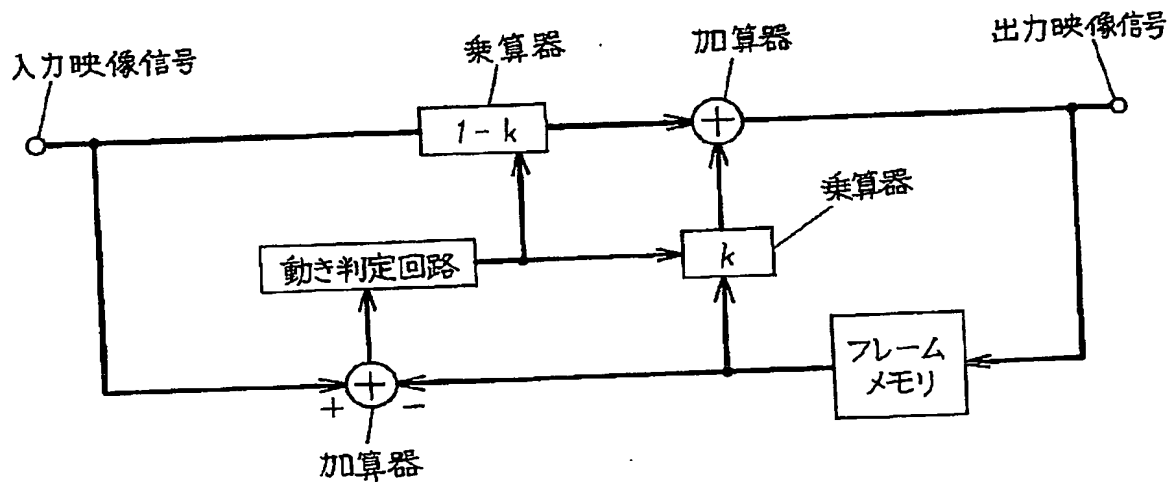 入力映像信号
乗算器
加算器
出力映像信号
1-k
+
乗算器
動き判定回路
k
フレーム
メモリ
+
+ -
加算器